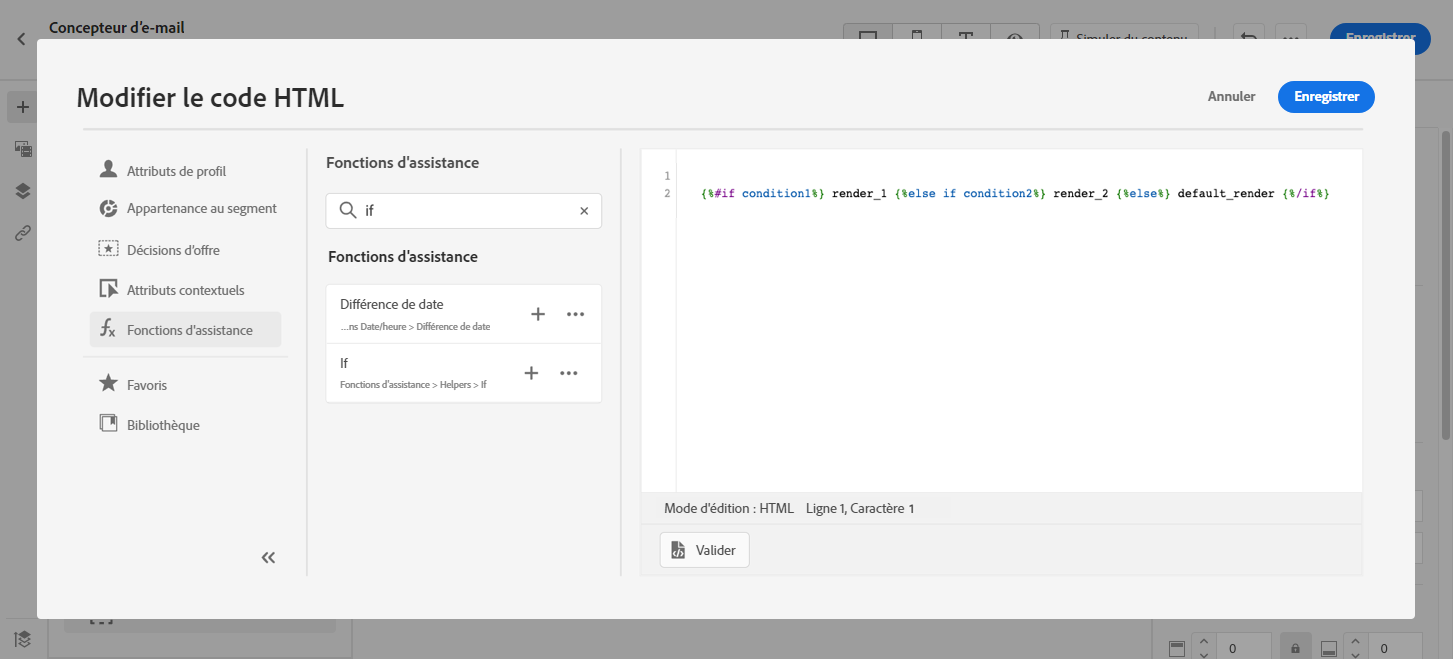 Concepteur d'e-mail
Simuler du contenu
Enregistrer
Modifier le code HTML
Annuler
Enregistrer
Attributs de profil
Appartenance au segment
Décisions d'offre
Attributs contextuels
Fonctions d'assistance
Favoris
Bibliothèque
Fonctions d'assistance
if
Fonctions d'assistance
Différence de date
...ns Date/heure > Différence de date
If
Fonctions d'assistance > Helpers > If
1
2
{%#if condition1%} render_1 {%else if condition2%} render_2 {%else%} default_render {%/if%}
Mode d'édition : HTML Ligne 1, Caractère 1
Valider
0
0